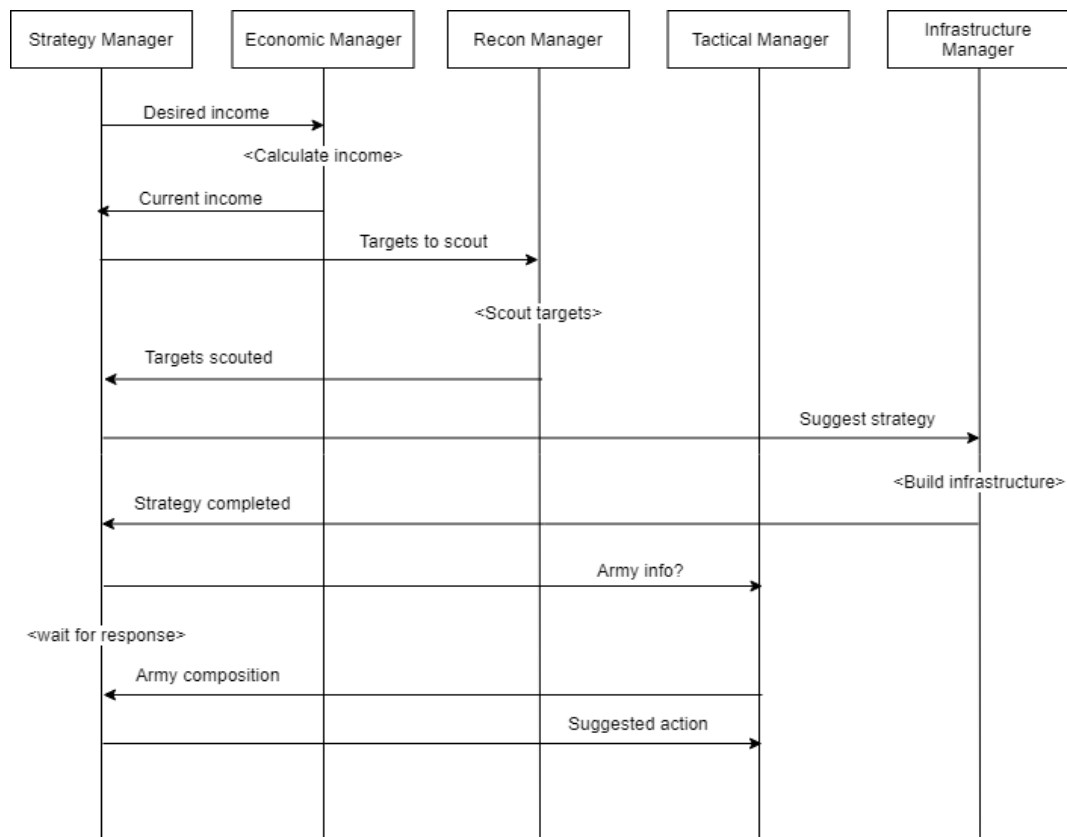 Strategy Manager
Economic Manager
Recon Manager
Tactical Manager
Infrastructure
Manager
Desired income
<Calculate income>
Current income
Targets to scout
<Scout targets>
Targets scouted
Suggest strategy
<Build infrastructure>
Strategy completed
Army info?
<wait for response>
Army composition
Suggested action